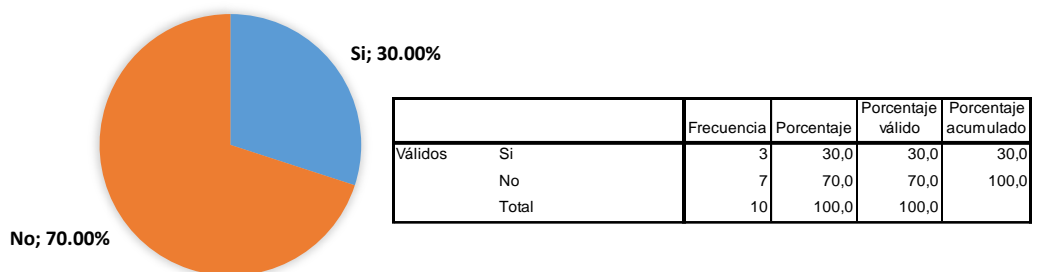 Si; 30.00%
No; 70.00%
Frecuencia Porcentaje Porcentaje válido Porcentaje acumulado
Válidos Si 3 30,0 30,0 30,0
No 7 70,0 70,0 100,0
Total 10 100,0 100,0